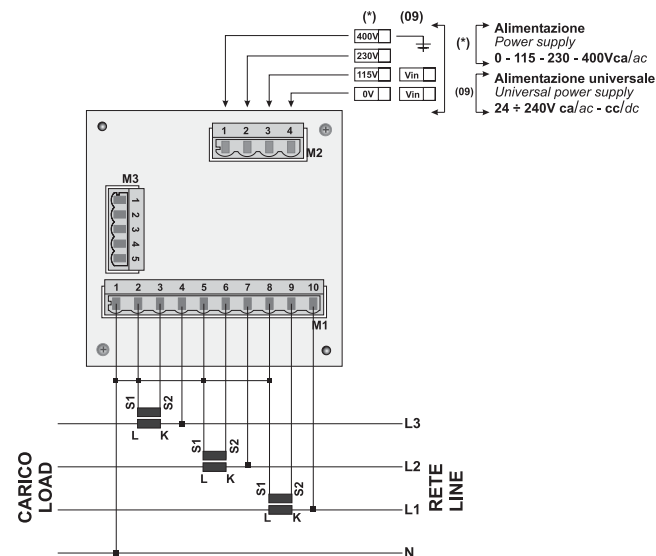 (*) (09)
400V
230V
115V Vin
0V Vin
(*) Alimentazione
Power supply
0 - 115 - 230 - 400Vca/ac
(09) Alimentazione universale
Universal power supply
24 ÷ 240V ca/ac - cc/dc
1 2 3 4
M2
M3
1
2
3
4
5
1 2 3 4 5 6 7 8 9 10
M1
S1 S2
L K
L3
S1 S2
L K
L2
S1 S2
L K
L1
N
CARICO
LOAD
RETE
LINE